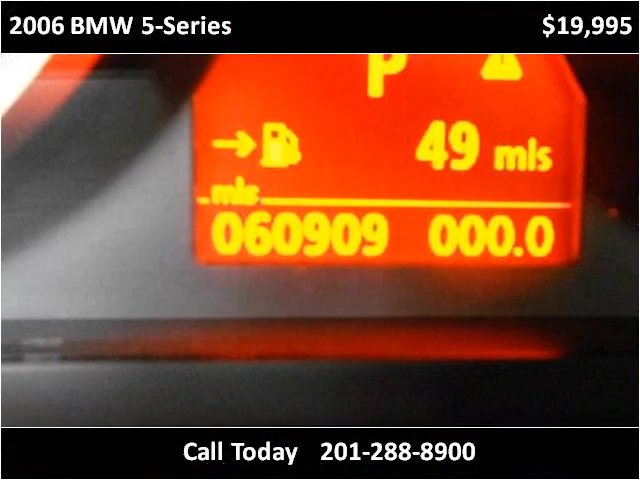 2006 BMW 5-Series $19,995
P
49 mls
mls
060909 000.0
Call Today 201-288-8900